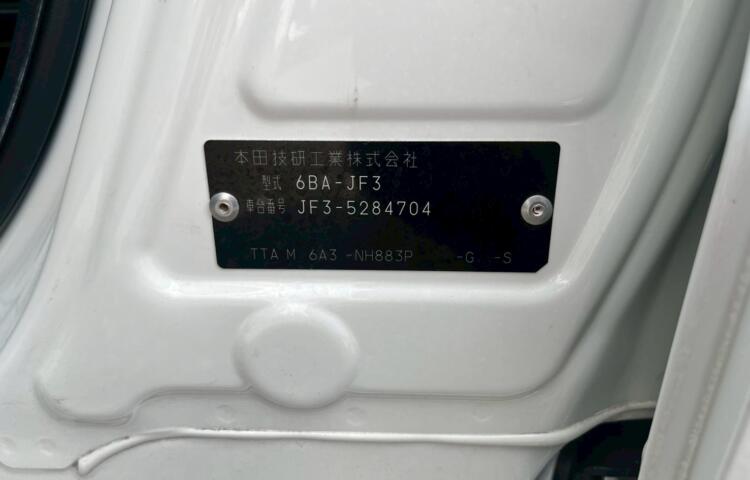 本田技研工業株式会社
型式 6BA-JF3
車台番号 JF3-5284704
TTA M 6A3 -NH883P -G -S